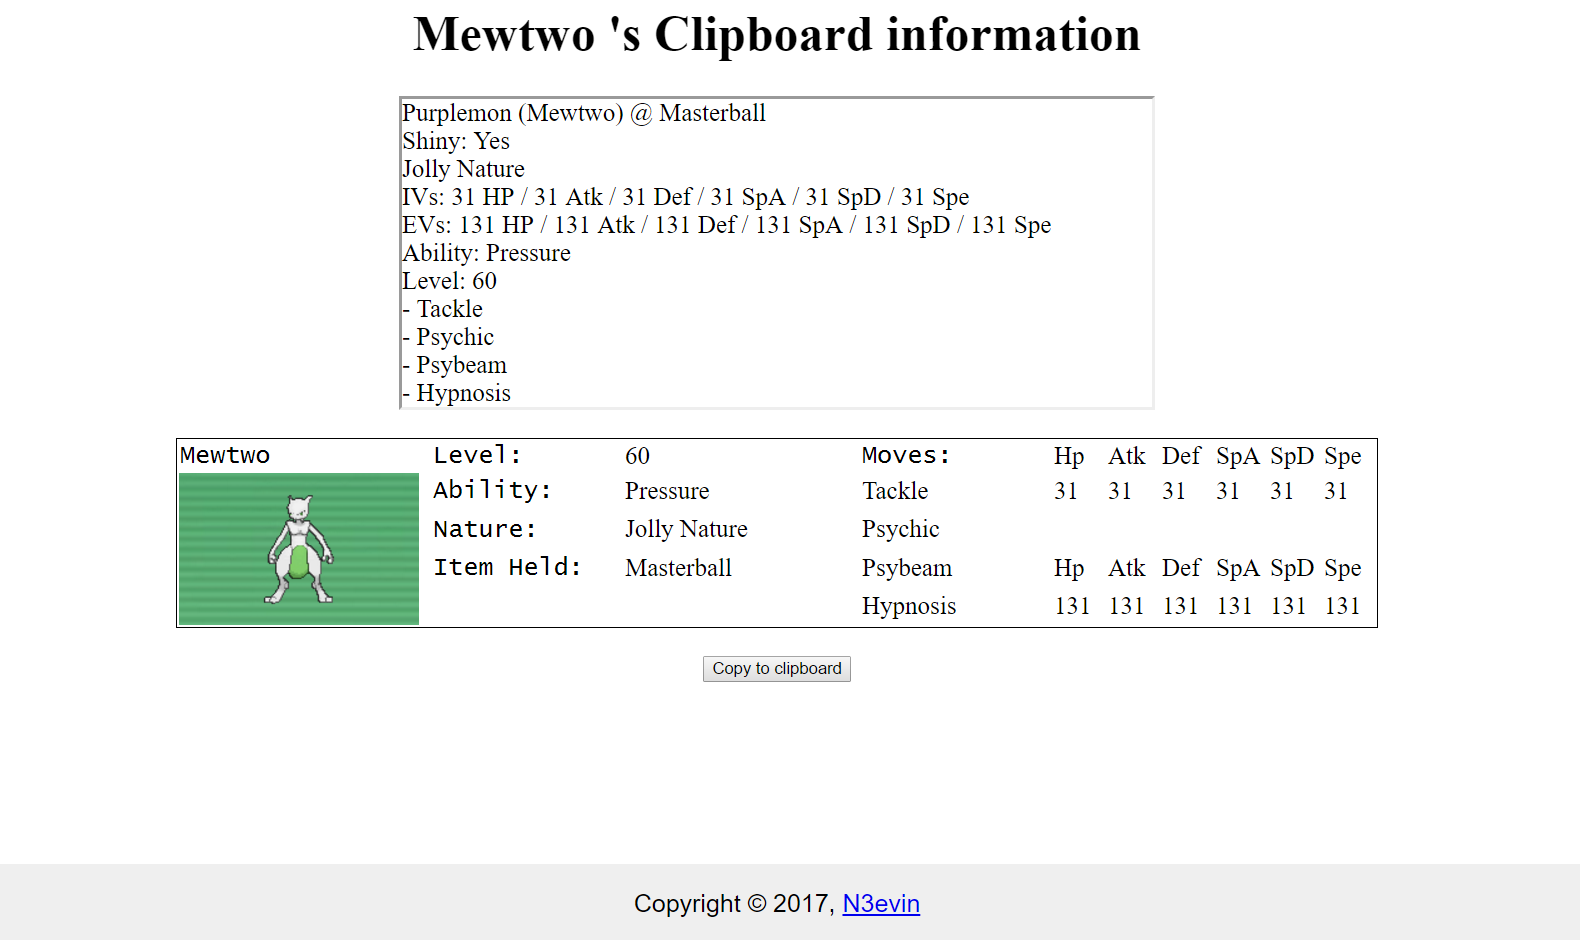 Mewtwo 's Clipboard information
Purplemon (Mewtwo) @ Masterball
Shiny: Yes
Jolly Nature
IVs: 31 HP / 31 Atk / 31 Def / 31 SpA / 31 SpD / 31 Spe
EVs: 131 HP / 131 Atk / 131 Def / 131 SpA / 131 SpD / 131 Spe
Ability: Pressure
Level: 60
- Tackle
- Psychic
- Psybeam
- Hypnosis
Mewtwo Level: 60 Moves: Hp Atk Def SpA SpD Spe
Ability: Pressure Tackle 31 31 31 31 31 31
Nature: Jolly Nature Psychic
Item Held: Masterball Psybeam Hp Atk Def SpA SpD Spe
Hypnosis 131 131 131 131 131 131
Copy to clipboard
Copyright © 2017, N3evin